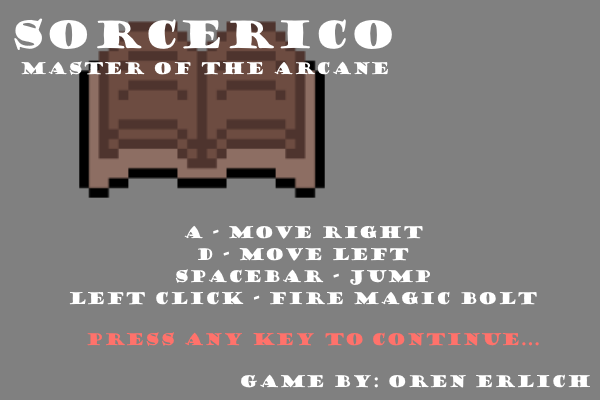 SORCERICO
MASTER OF THE ARCANE
A - MOVE RIGHT
D - MOVE LEFT
SPACEBAR - JUMP
LEFT CLICK - FIRE MAGIC BOLT
PRESS ANY KEY TO CONTINUE...
GAME BY: OREN ERLICH